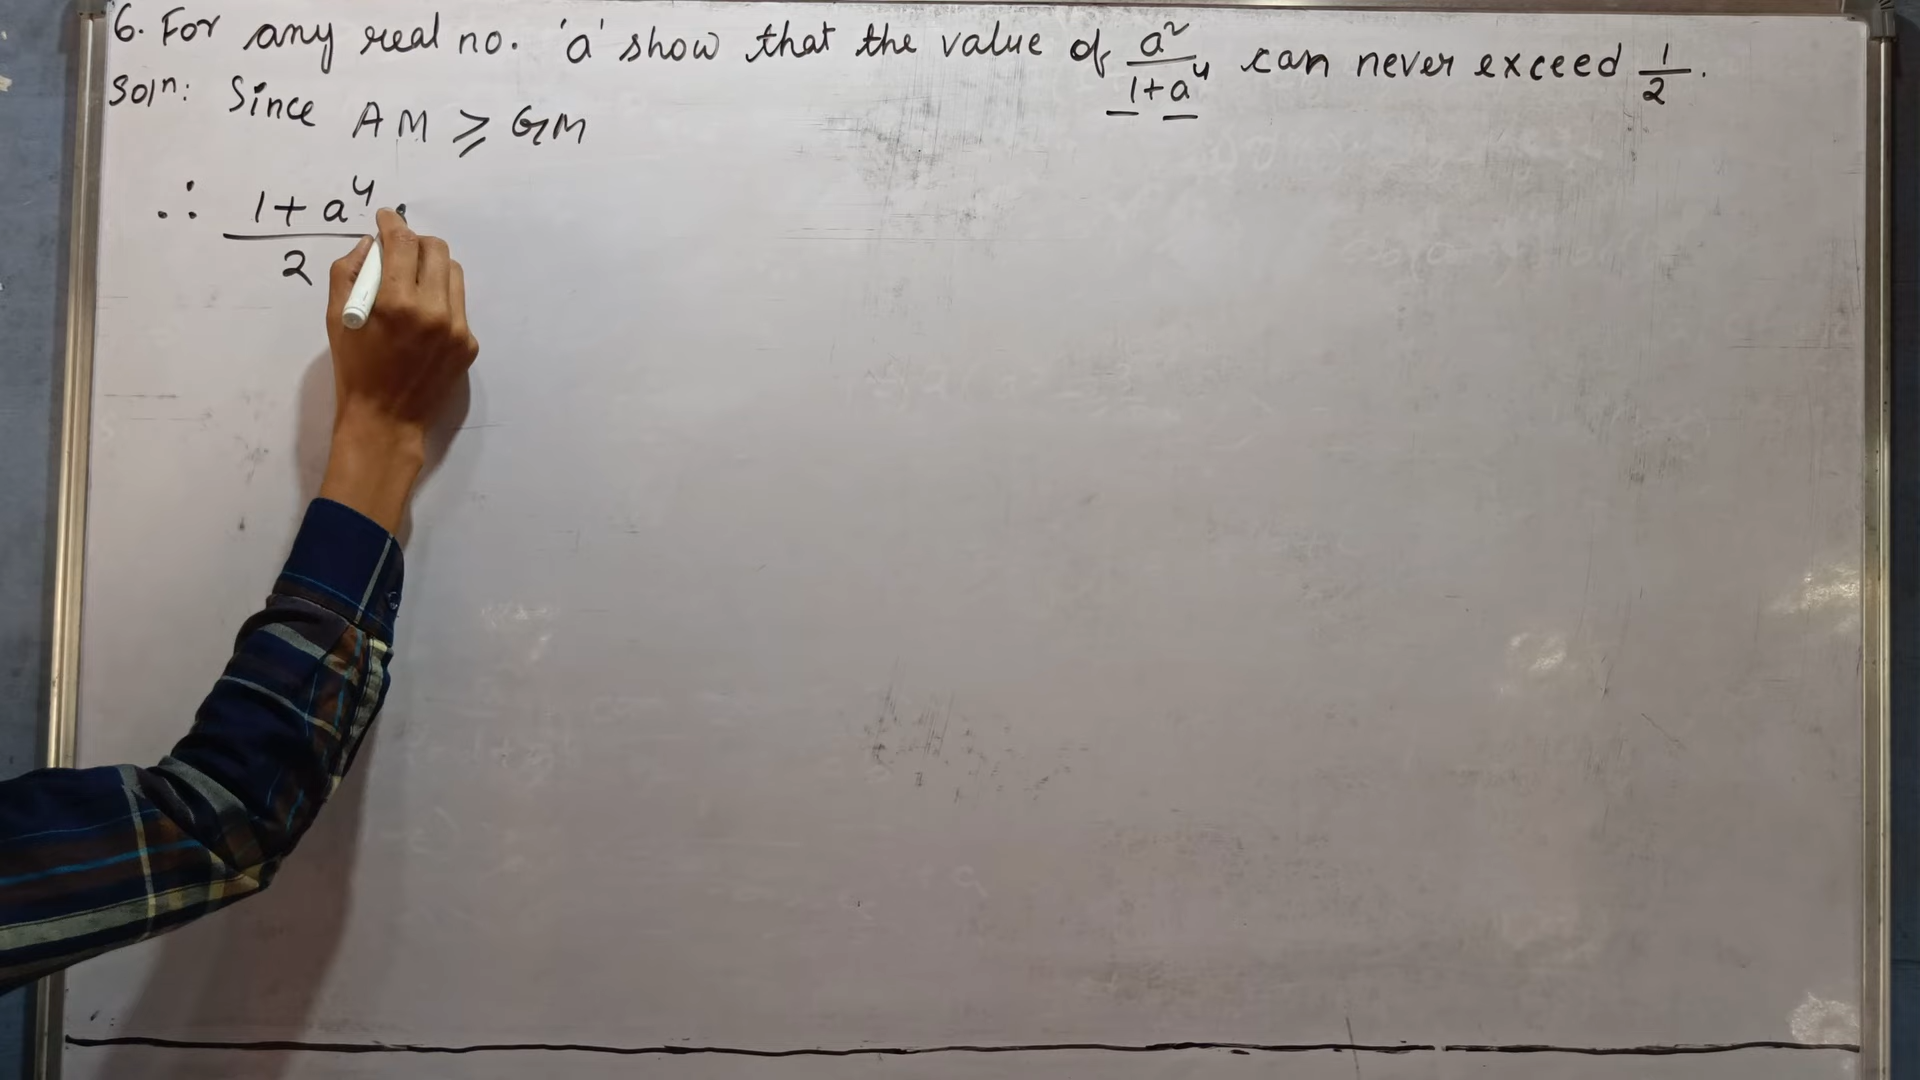 6. For any real no. 'a' show that the value of a²/(1+a⁴) can never exceed 1/2.
Solⁿ: Since AM ⩾ GM
∴ (1+a⁴)/2